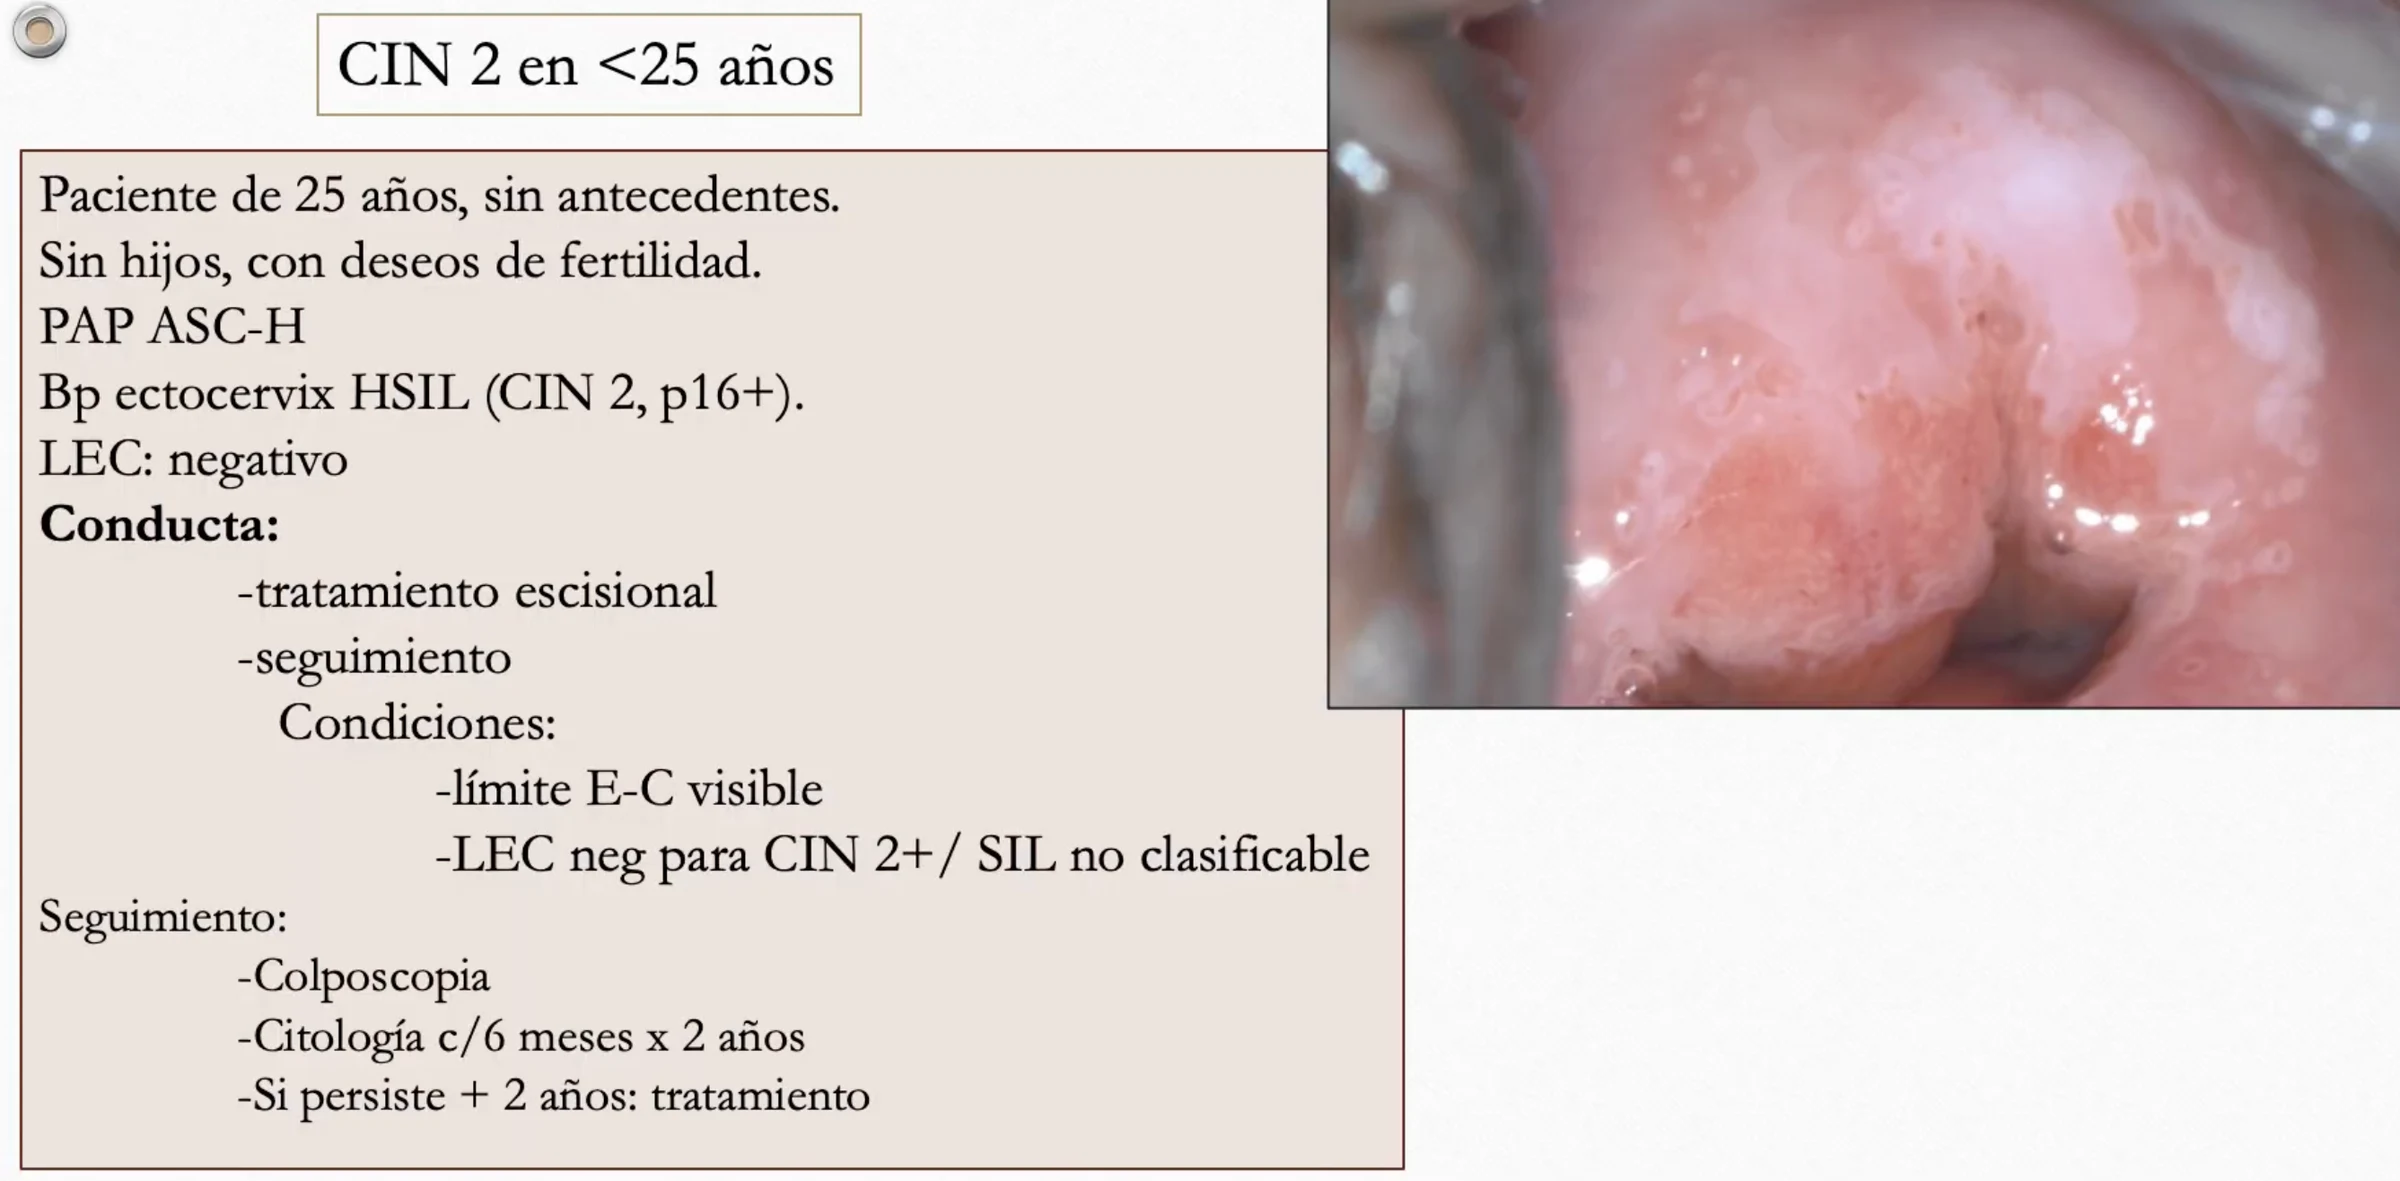 CIN 2 en <25 años
Paciente de 25 años, sin antecedentes.
Sin hijos, con deseos de fertilidad.
PAP ASC-H
Bp ectocervix HSIL (CIN 2, p16+).
LEC: negativo
Conducta:
-tratamiento escisional
-seguimiento
Condiciones:
-límite E-C visible
-LEC neg para CIN 2+/ SIL no clasificable
Seguimiento:
-Colposcopia
-Citología c/6 meses x 2 años
-Si persiste + 2 años: tratamiento